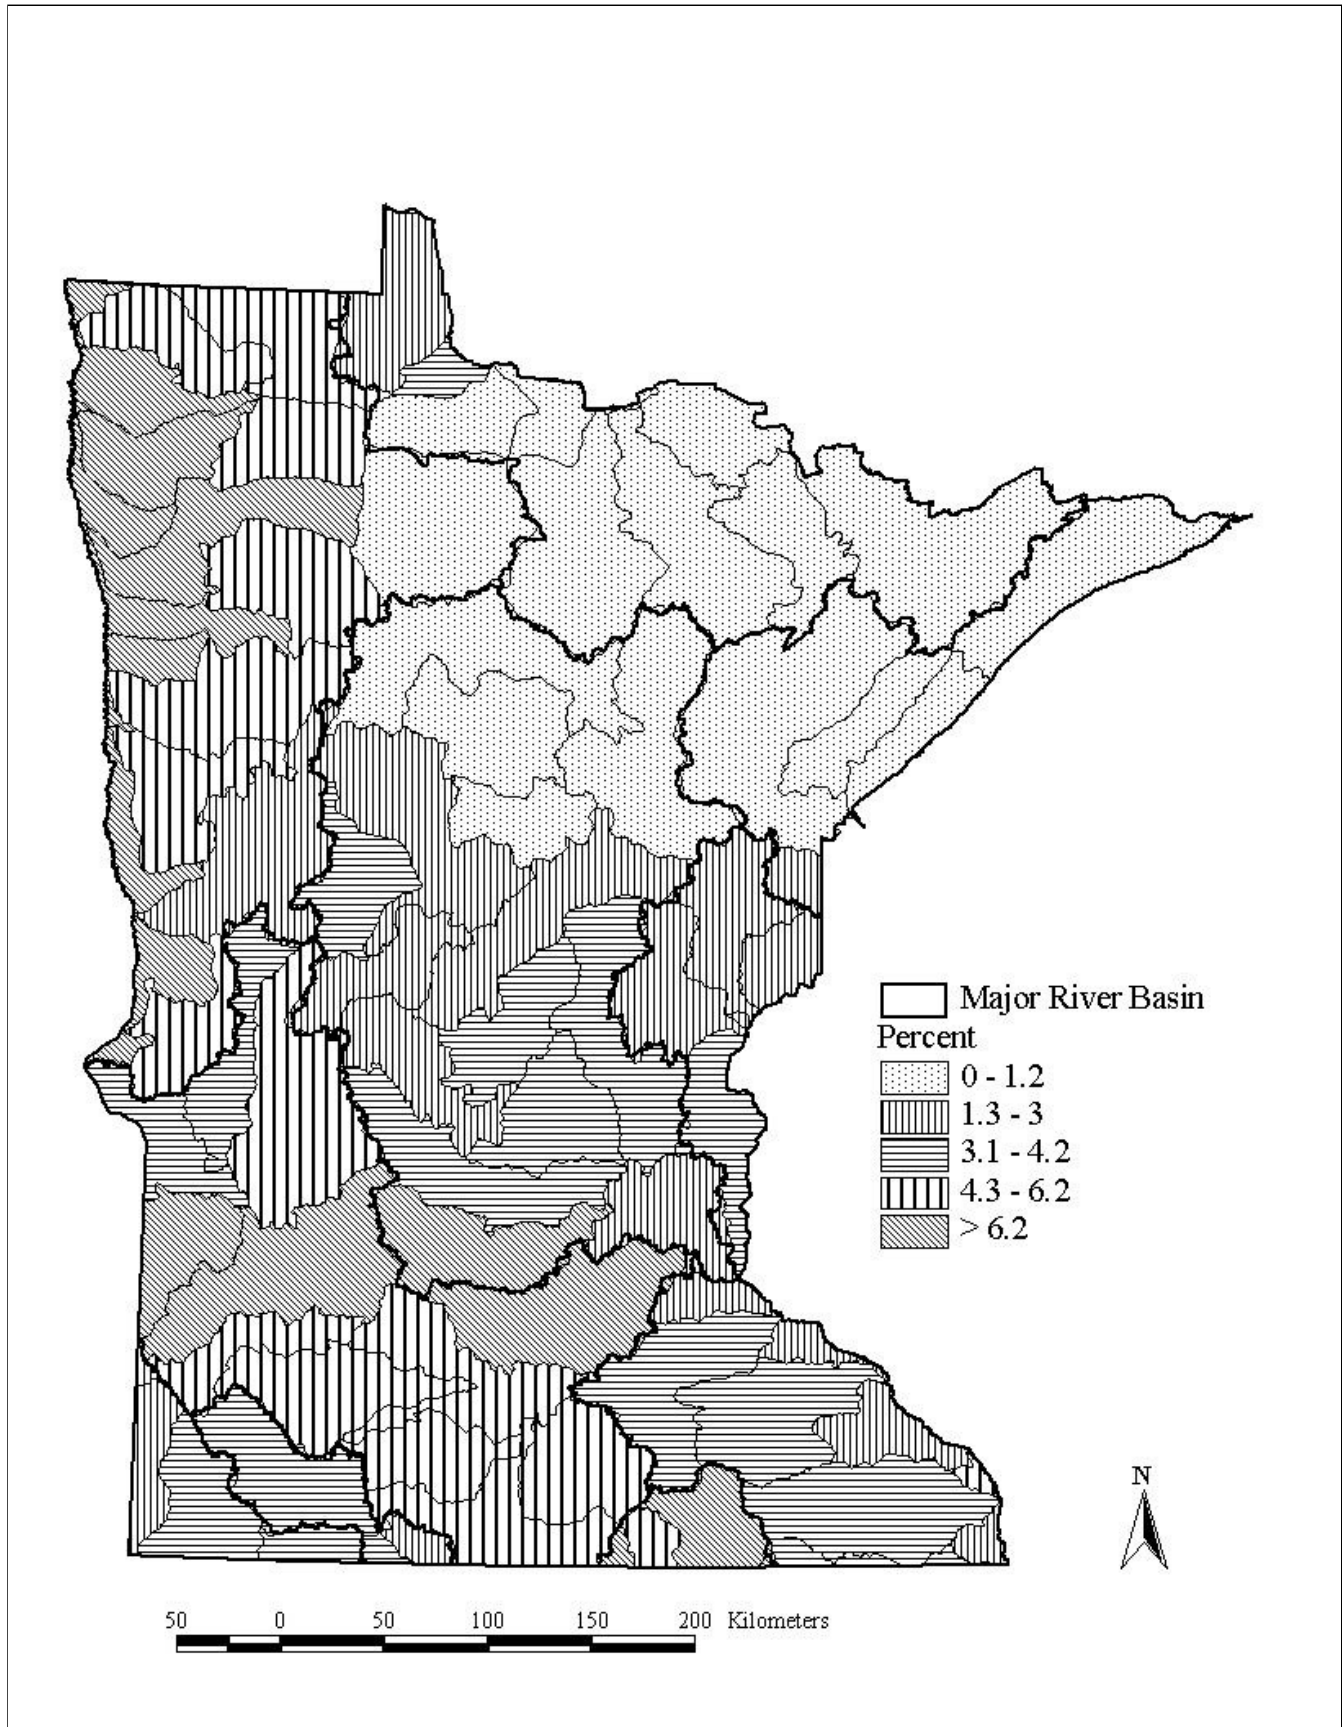 Major River Basin
Percent
0 - 1.2
1.3 - 3
3.1 - 4.2
4.3 - 6.2
> 6.2
N
50 0 50 100 150 200 Kilometers